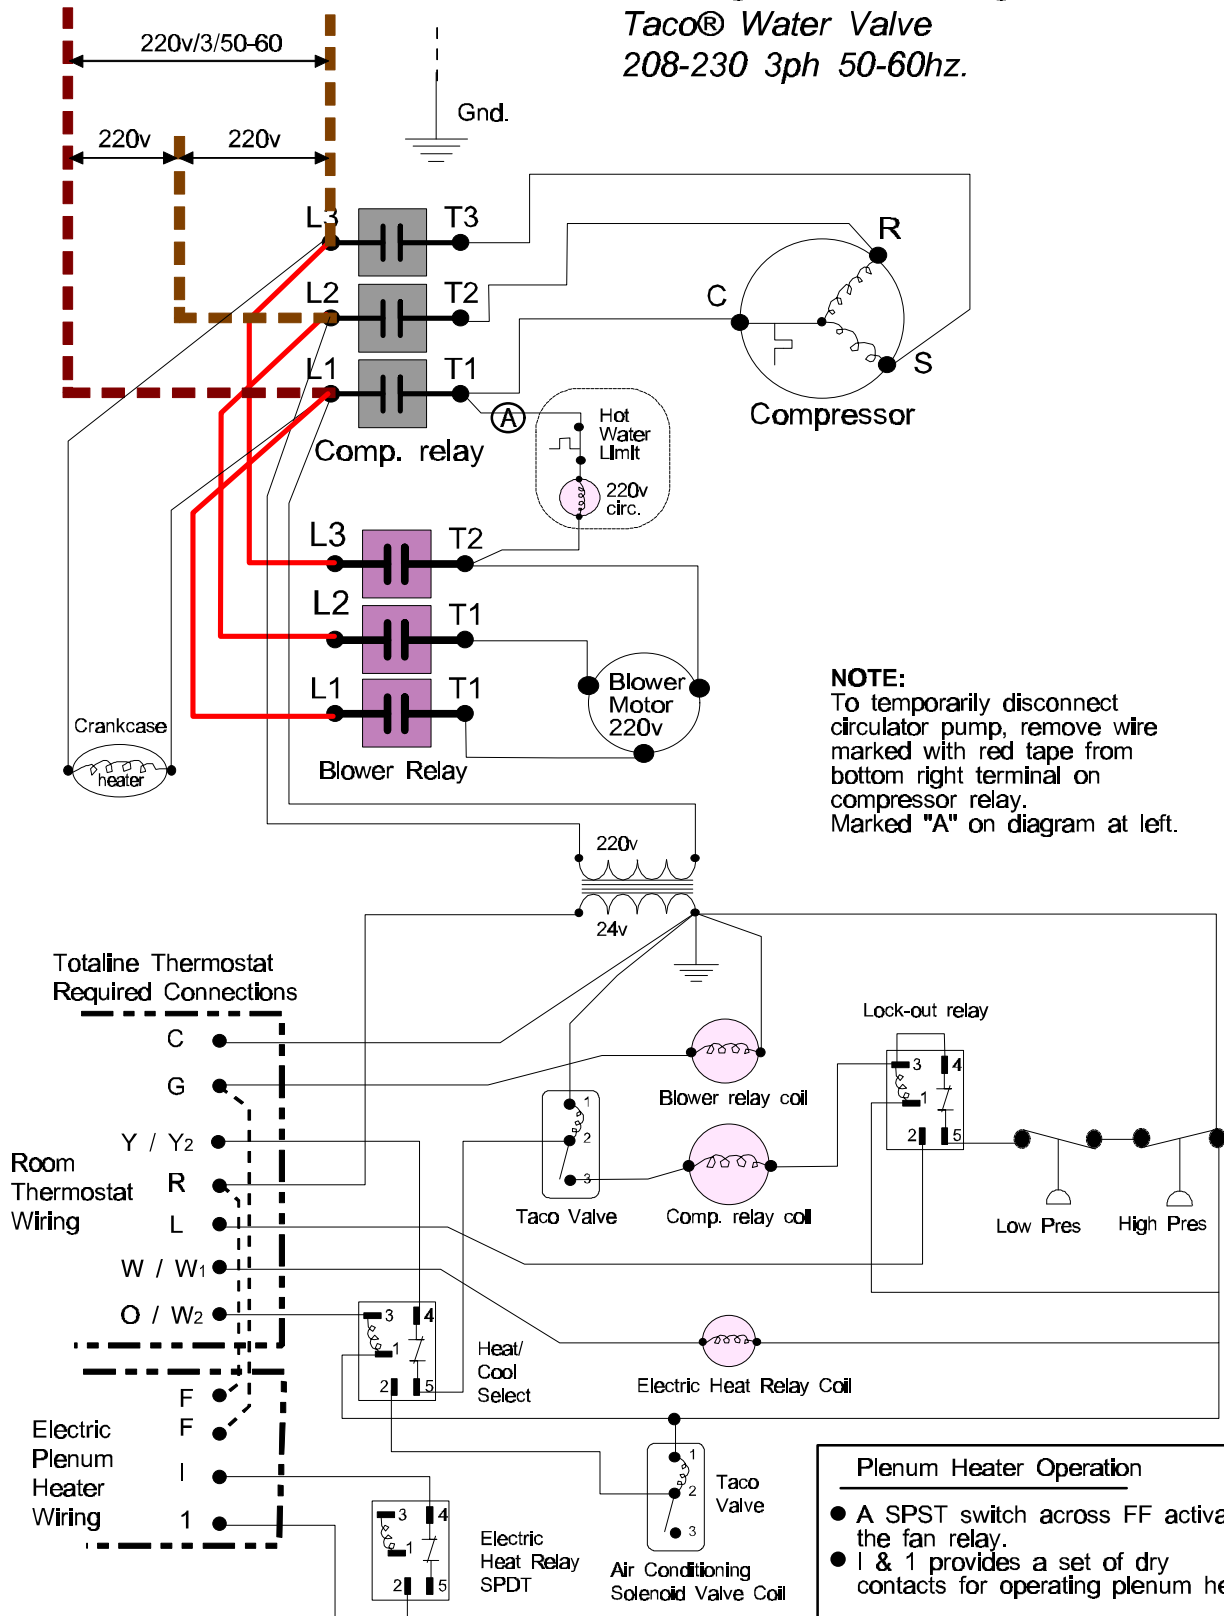 Taco® Water Valve
208-230 3ph 50-60hz.
220v/3/50-60
Gnd.
220v
220v
L3
T3
R
L2
T2
C
L1
T1
S
A
Hot
Water
Limit
Compressor
Comp. relay
220v
circ.
L3
T2
L2
T1
L1
T1
Blower
Motor
220v
Crankcase
heater
Blower Relay
NOTE:
To temporarily disconnect
circulator pump, remove wire
marked with red tape from
bottom right terminal on
compressor relay.
Marked "A" on diagram at left.
220v
24v
Totaline Thermostat
Required Connections
C
G
Y / Y2
R
L
W / W1
O / W2
Room
Thermostat
Wiring
Lock-out relay
3
4
1
2
5
Blower relay coil
1
2
3
Taco Valve
Comp. relay coil
Low Pres
High Pres
3
4
1
2
5
Heat/
Cool
Select
Electric Heat Relay Coil
F
F
I
1
Electric
Plenum
Heater
Wiring
3
4
1
2
5
Electric
Heat Relay
SPDT
1
2
3
Taco
Valve
Air Conditioning
Solenoid Valve Coil
Plenum Heater Operation
● A SPST switch across FF activa
the fan relay.
● I & 1 provides a set of dry
contacts for operating plenum he